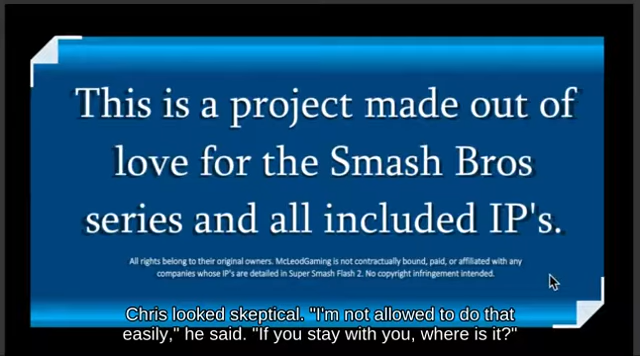 This is a project made out of
love for the Smash Bros
series and all included IP's.
All rights belong to their original owners. McLeodGaming is not contractually bound, paid, or affiliated with any
companies whose IP's are detailed in Super Smash Flash 2. No copyright infringement intended.
Chris looked skeptical. "I'm not allowed to do that
easily," he said. "If you stay with you, where is it?"